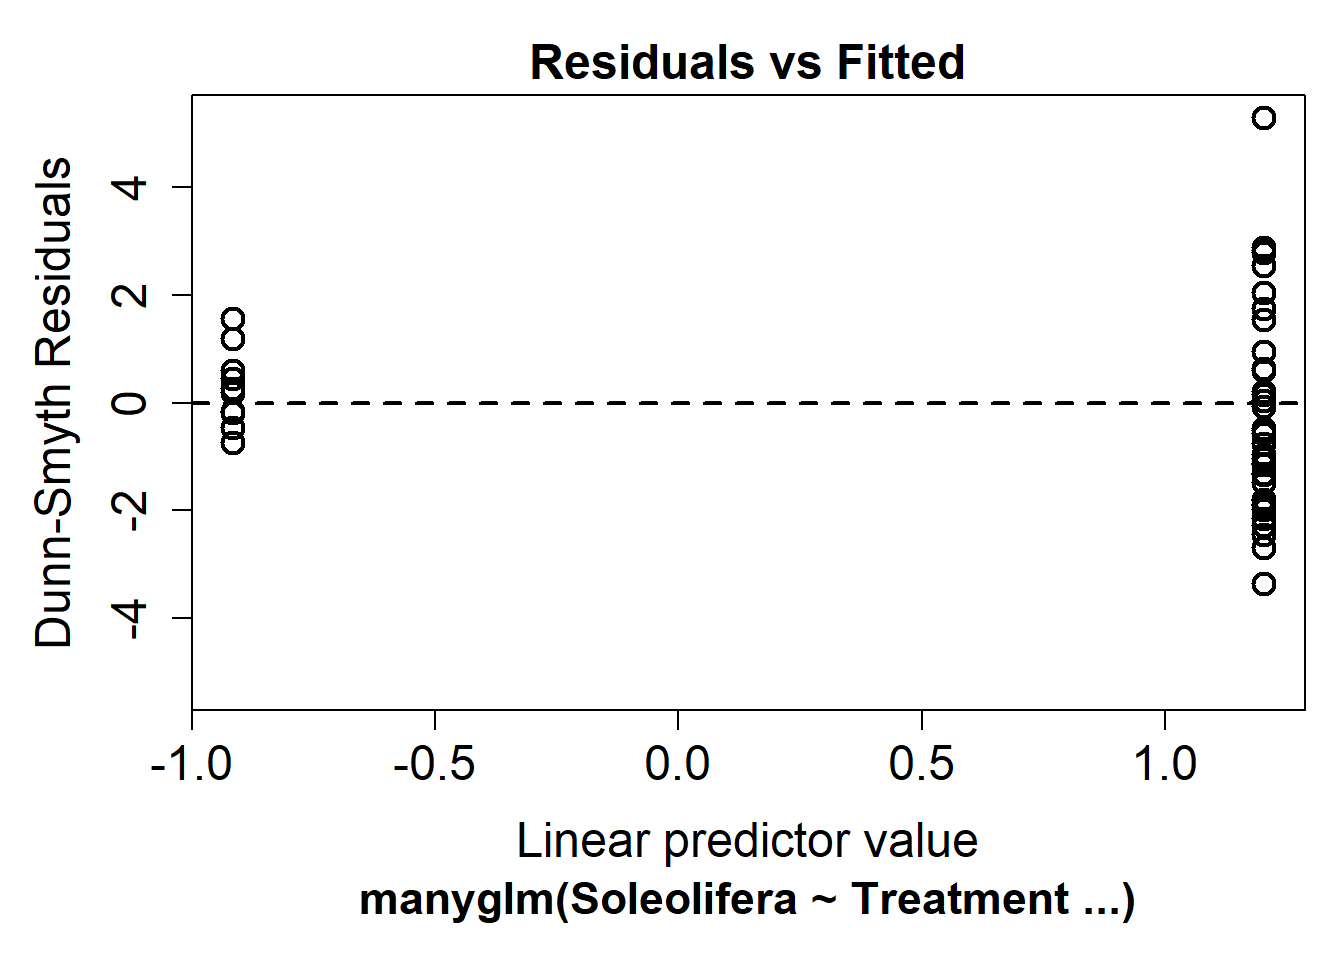 Residuals vs Fitted
Dunn-Smyth Residuals
4
2
0
-2
-4
-1.0 -0.5 0.0 0.5 1.0
Linear predictor value
manyglm(Soleolifera ~ Treatment ...)